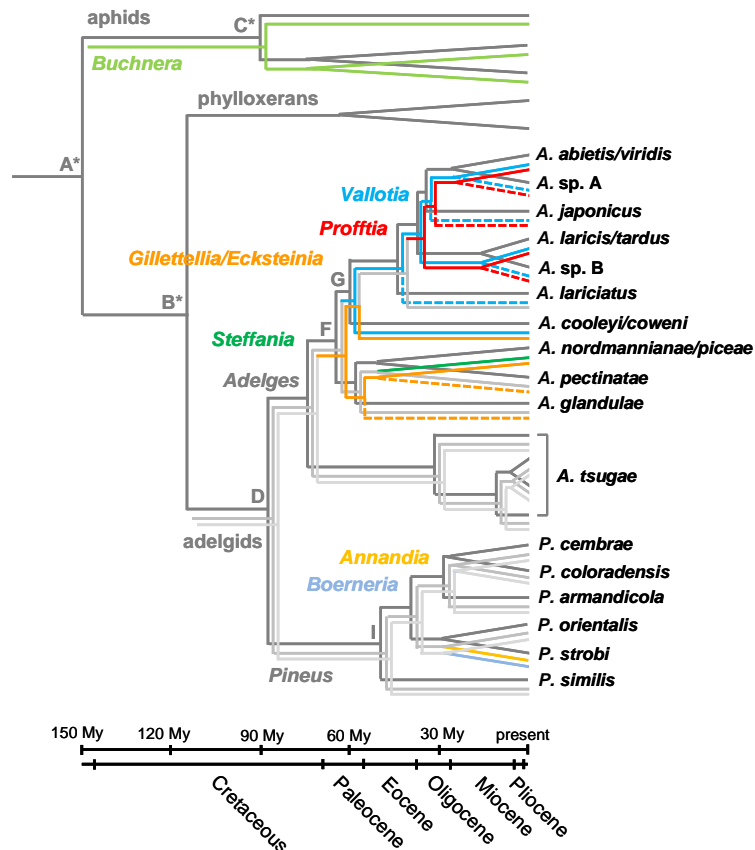 aphids
C*
Buchnera
phylloxerans
A*
A. abietis/viridis
Vallotia
A. sp. A
A. japonicus
Profftia
A. laricis/tardus
Gillettellia/Ecksteinia
A. sp. B
G
A. lariciatus
B*
F
A. cooleyi/coweni
Steffania
A. nordmannianae/piceae
Adelges
A. pectinatae
A. glandulae
A. tsugae
D
adelgids
P. cembrae
Annandia
P. coloradensis
Boerneria
P. armandicola
I
P. orientalis
P. strobi
Pineus
P. similis
150 My 120 My 90 My 60 My 30 My present
Cretaceous
Paleocene
Eocene
Oligocene
Miocene
Pliocene